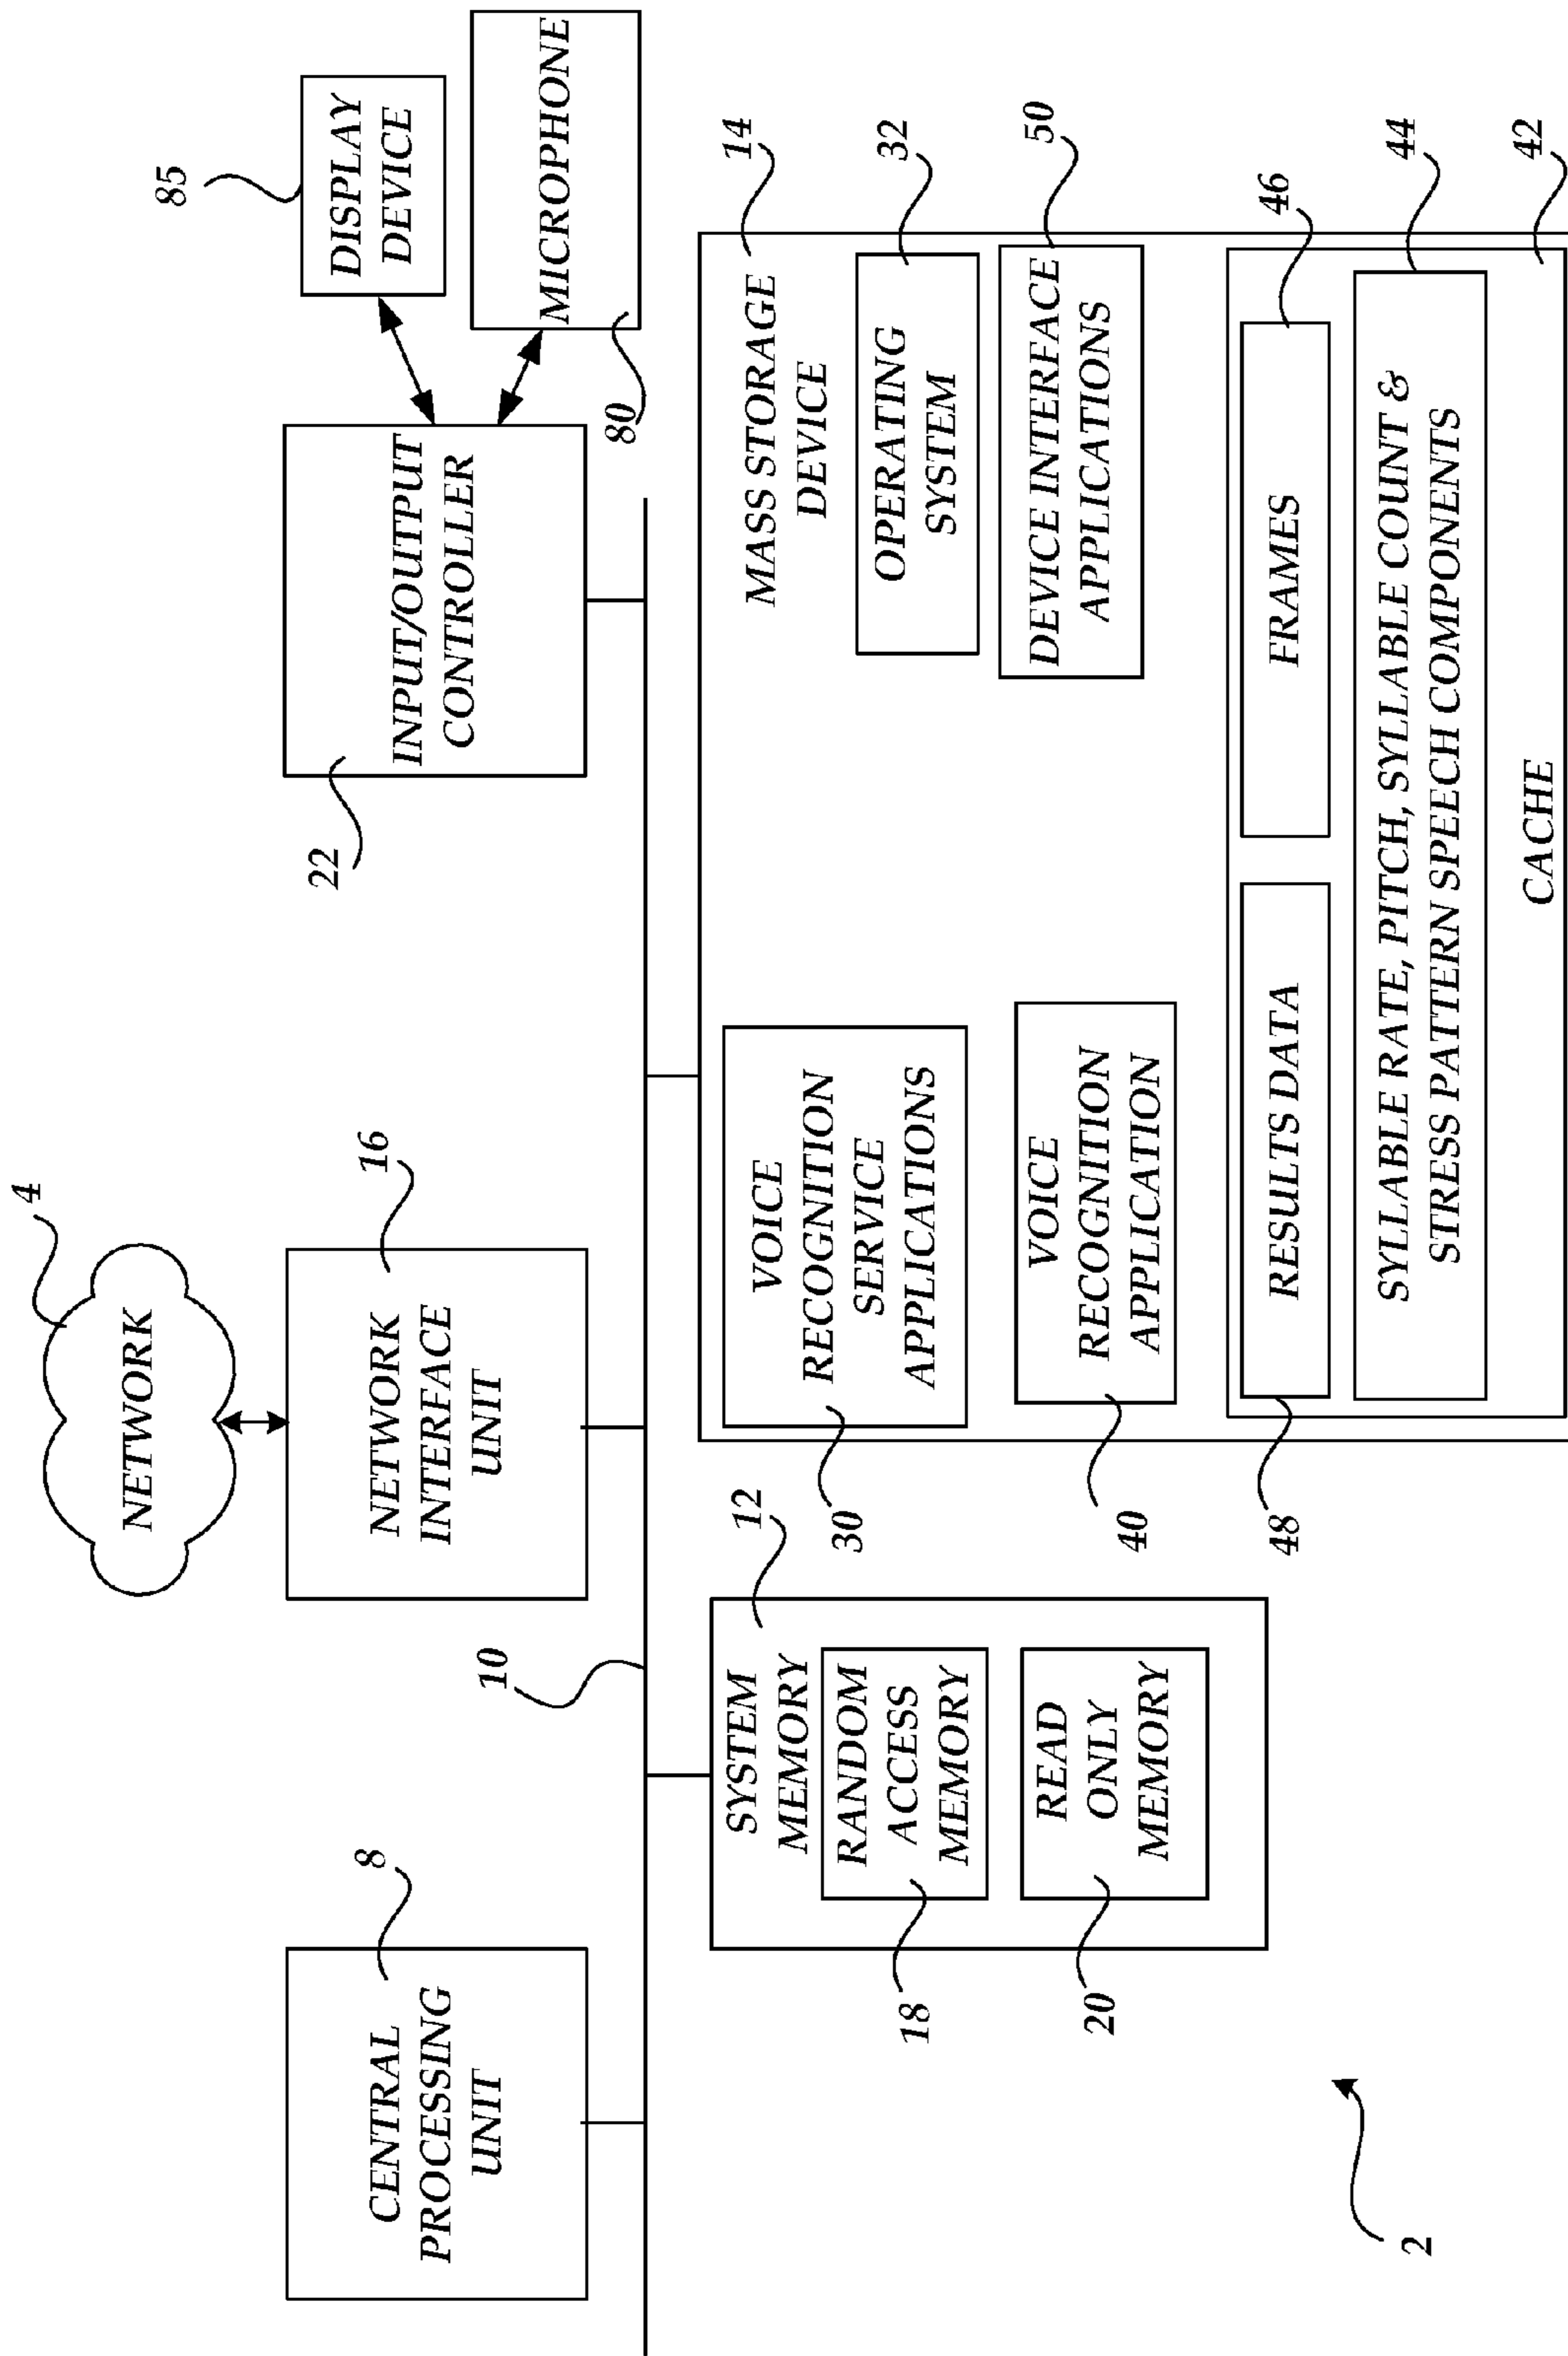 4
NETWORK
85
DISPLAY
DEVICE
8
CENTRAL
PROCESSING
UNIT
16
NETWORK
INTERFACE
UNIT
22
INPUT/OUTPUT
CONTROLLER
MICROPHONE
80
10
12
SYSTEM
MEMORY
RANDOM
ACCESS
MEMORY
18
READ
ONLY
MEMORY
20
14
MASS STORAGE
DEVICE
VOICE
RECOGNITION
SERVICE
APPLICATIONS
30
OPERATING
SYSTEM
32
VOICE
RECOGNITION
APPLICATION
40
DEVICE INTERFACE
APPLICATIONS
50
RESULTS DATA
48
FRAMES
46
SYLLABLE RATE, PITCH, SYLLABLE COUNT &
STRESS PATTERN SPEECH COMPONENTS
44
CACHE
42
2